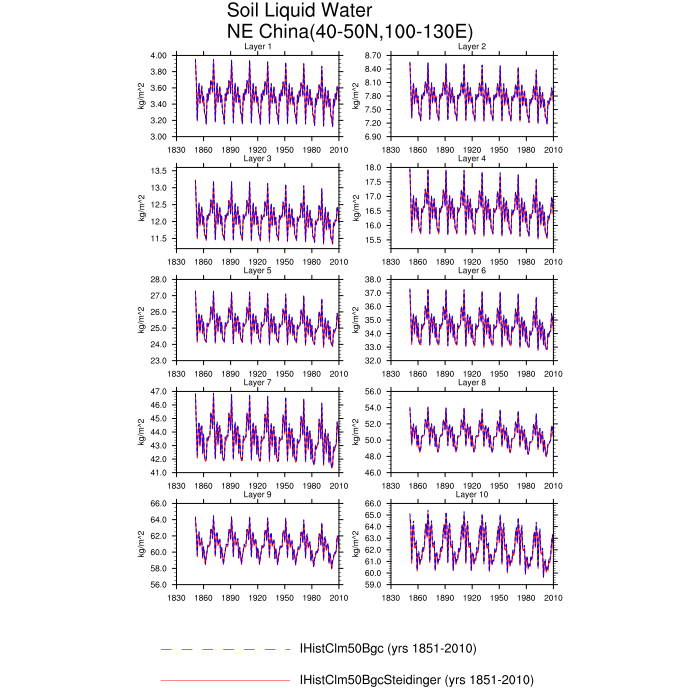 Soil Liquid Water
NE China(40-50N,100-130E)
Layer 1
4.00
3.80
3.60
3.40
3.20
3.00
kg/m^2
1830 1860 1890 1920 1950 1980 2010
Layer 2
8.70
8.40
8.10
7.80
7.50
7.20
6.90
kg/m^2
1830 1860 1890 1920 1950 1980 2010
Layer 3
13.5
13.0
12.5
12.0
11.5
kg/m^2
1830 1860 1890 1920 1950 1980 2010
Layer 4
18.0
17.5
17.0
16.5
16.0
15.5
kg/m^2
1830 1860 1890 1920 1950 1980 2010
Layer 5
28.0
27.0
26.0
25.0
24.0
23.0
kg/m^2
1830 1860 1890 1920 1950 1980 2010
Layer 6
38.0
37.0
36.0
35.0
34.0
33.0
32.0
kg/m^2
1830 1860 1890 1920 1950 1980 2010
Layer 7
47.0
46.0
45.0
44.0
43.0
42.0
41.0
kg/m^2
1830 1860 1890 1920 1950 1980 2010
Layer 8
56.0
54.0
52.0
50.0
48.0
46.0
kg/m^2
1830 1860 1890 1920 1950 1980 2010
Layer 9
66.0
64.0
62.0
60.0
58.0
56.0
kg/m^2
1830 1860 1890 1920 1950 1980 2010
Layer 10
66.0
65.0
64.0
63.0
62.0
61.0
60.0
59.0
kg/m^2
1830 1860 1890 1920 1950 1980 2010
IHistClm50Bgc (yrs 1851-2010)
IHistClm50BgcSteidinger (yrs 1851-2010)